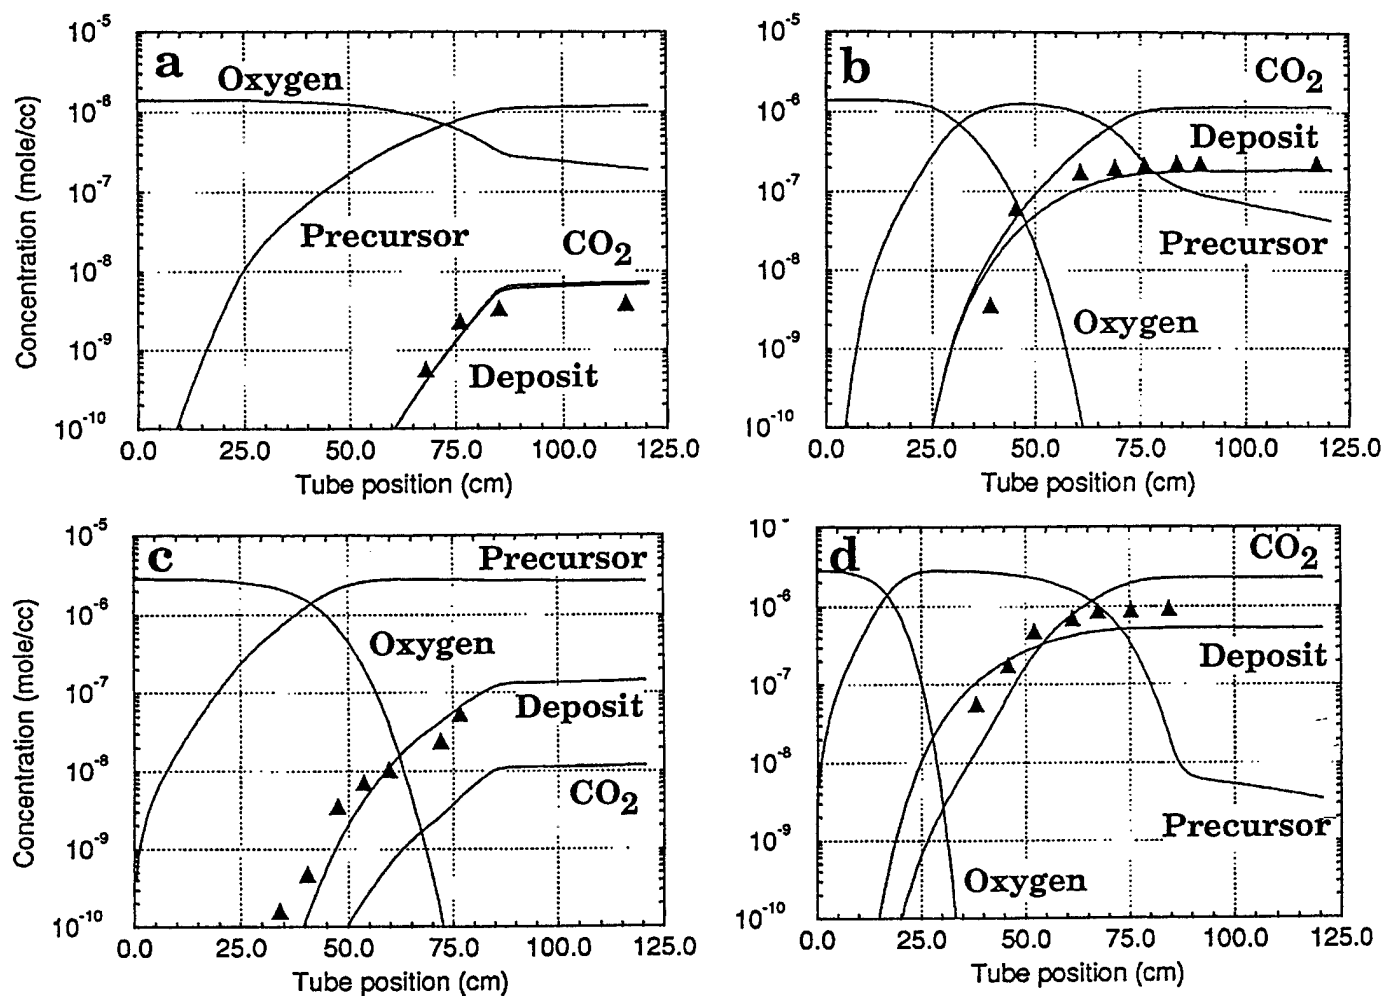 a
Oxygen
Precursor
CO2
Deposit
10-5
10-6
10-7
10-8
10-9
10-10
0.0 25.0 50.0 75.0 100.0 125.0
Concentration (mole/cc)
Tube position (cm)
b
CO2
Deposit
Precursor
Oxygen
10-5
10-6
10-7
10-8
10-9
10-10
0.0 25.0 50.0 75.0 100.0 125.0
Tube position (cm)
c
Precursor
Oxygen
Deposit
CO2
10-5
10-6
10-7
10-8
10-9
10-10
0.0 25.0 50.0 75.0 100.0 125.0
Concentration (mole/cc)
Tube position (cm)
d
CO2
Deposit
Precursor
Oxygen
10-6
10-7
10-8
10-9
10-10
0.0 25.0 50.0 75.0 100.0 125.0
Tube position (cm)